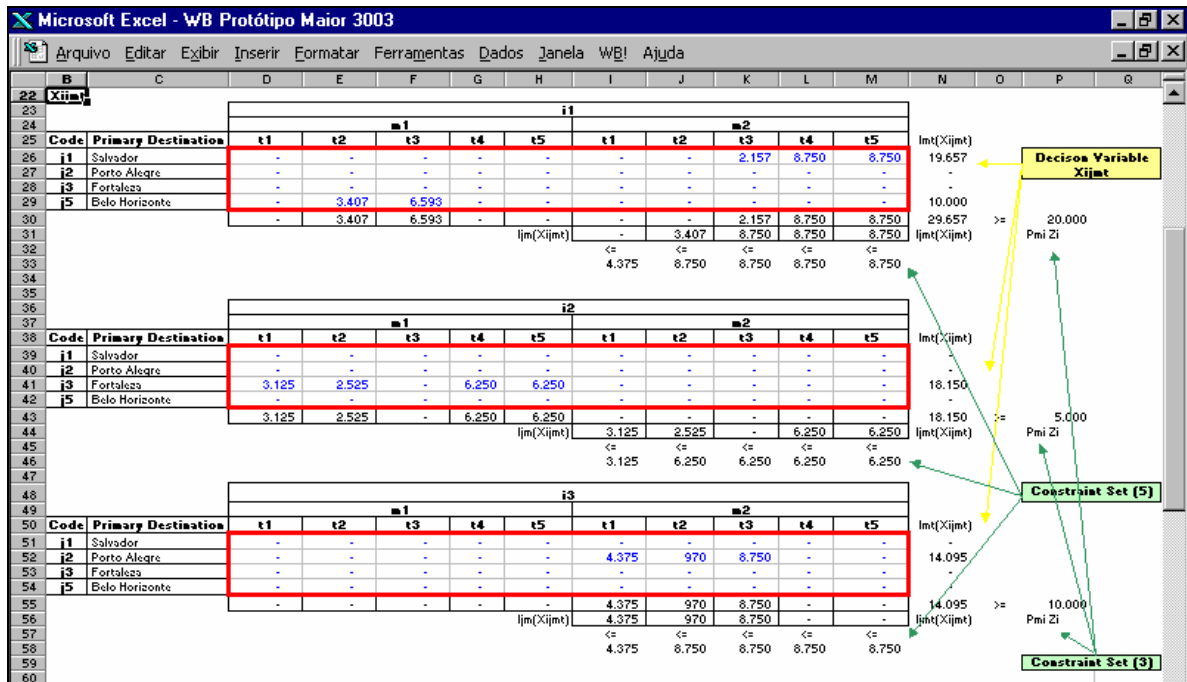 Microsoft Excel - WB Protótipo Maior 3003
Arquivo Editar Exibir Inserir Formatar Ferramentas Dados Janela WB! Ajuda
B C D E F G H I J K L M N O P Q
22 Xijmt
23 i1
24 m1 m2
25 Code Primary Destination t1 t2 t3 t4 t5 t1 t2 t3 t4 t5 Imt(Xijmt)
26 j1 Salvador - - - - - - - 2.157 8.750 8.750 19.657 Decison Variable
Xijmt
27 j2 Porto Alegre - - - - - - - - - - -
28 j3 Fortaleza - - - - - - - - - - -
29 j5 Belo Horizonte - 3.407 6.593 - - - - - - - 10.000
30 - 3.407 6.593 - - - - 2.157 8.750 8.750 29.657 >= 20.000
31 Ijm(Xijmt) - 3.407 8.750 8.750 8.750 Ijmt(Xijmt) Pmi Zi
32 <= <= <= <= <=
33 4.375 8.750 8.750 8.750 8.750
34
35
36 i2
37 m1 m2
38 Code Primary Destination t1 t2 t3 t4 t5 t1 t2 t3 t4 t5 Imt(Xijmt)
39 j1 Salvador - - - - - - - - - - -
40 j2 Porto Alegre - - - - - - - - - - -
41 j3 Fortaleza 3.125 2.525 - 6.250 6.250 - - - - - 18.150
42 j5 Belo Horizonte - - - - - - - - - - -
43 3.125 2.525 - 6.250 6.250 - - - - - 18.150 >= 5.000
44 Ijm(Xijmt) 3.125 2.525 - 6.250 6.250 Ijmt(Xijmt) Pmi Zi
45 <= <= <= <= <=
46 3.125 6.250 6.250 6.250 6.250
47
48 i3 Constraint Set (5)
49 m1 m2
50 Code Primary Destination t1 t2 t3 t4 t5 t1 t2 t3 t4 t5 Imt(Xijmt)
51 j1 Salvador - - - - - - - - - - -
52 j2 Porto Alegre - - - - - 4.375 970 8.750 - - 14.095
53 j3 Fortaleza - - - - - - - - - - -
54 j5 Belo Horizonte - - - - - - - - - - -
55 - - - - - 4.375 970 8.750 - - 14.095 >= 10.000
56 Ijm(Xijmt) 4.375 970 8.750 - - Ijmt(Xijmt) Pmi Zi
57 <= <= <= <= <=
58 4.375 8.750 8.750 8.750 8.750
59 Constraint Set (3)
60